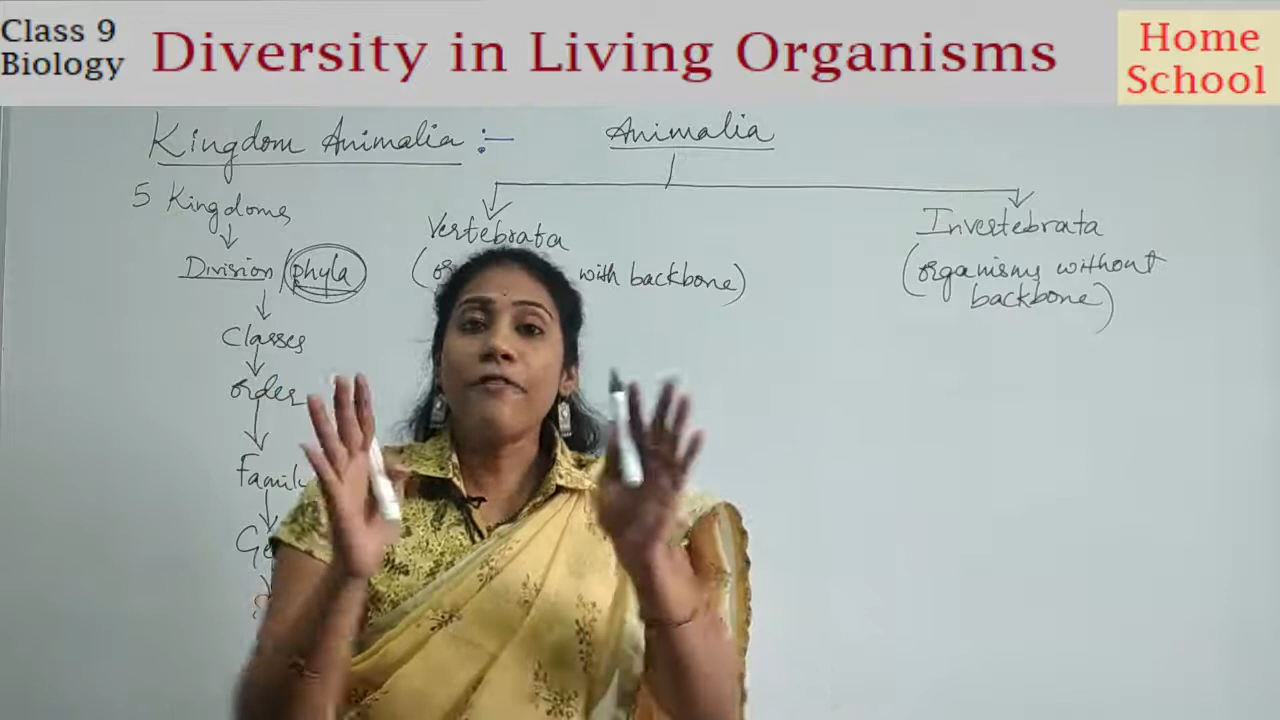 Class 9
Biology
Diversity in Living Organisms
Home
School
Kingdom Animalia :-
5 Kingdoms
Division / phyla
Classes
order
Animalia
Vertebrata
with backbone)
Invertebrata
(organisms without
backbone)